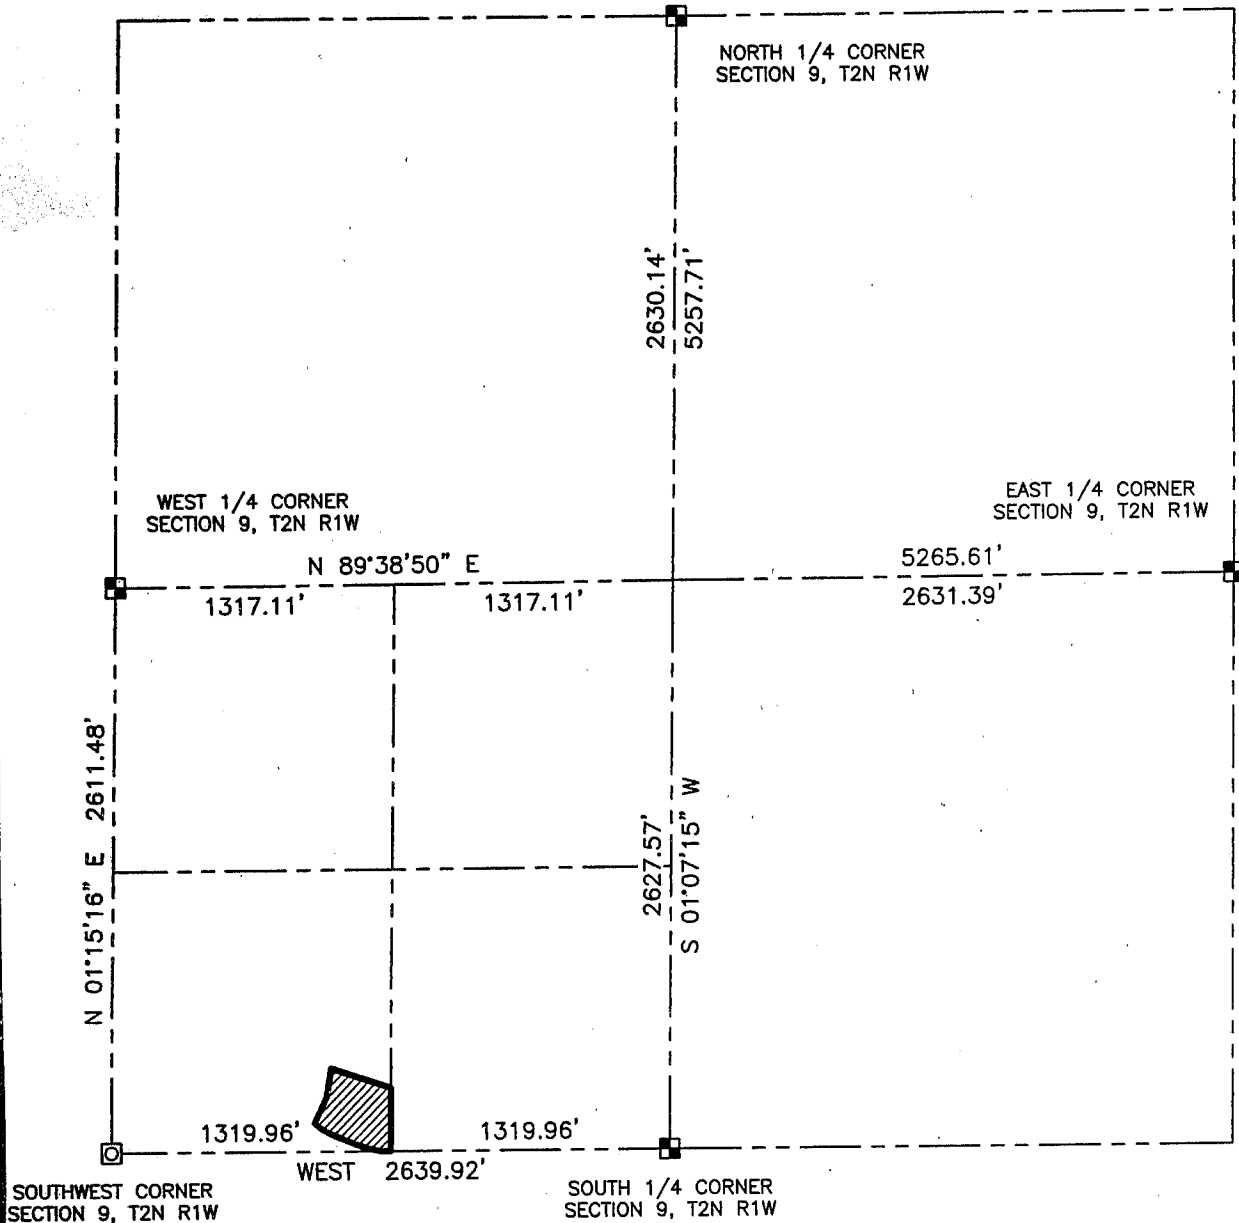 NORTH 1/4 CORNER
SECTION 9, T2N R1W
2630.14'
5257.71'
WEST 1/4 CORNER
SECTION 9, T2N R1W
EAST 1/4 CORNER
SECTION 9, T2N R1W
N 89°38'50" E
5265.61'
1317.11'
1317.11'
2631.39'
N 01°15'16" E 2611.48'
2627.57'
S 01°07'15" W
1319.96'
1319.96'
WEST 2639.92'
SOUTHWEST CORNER
SECTION 9, T2N R1W
SOUTH 1/4 CORNER
SECTION 9, T2N R1W